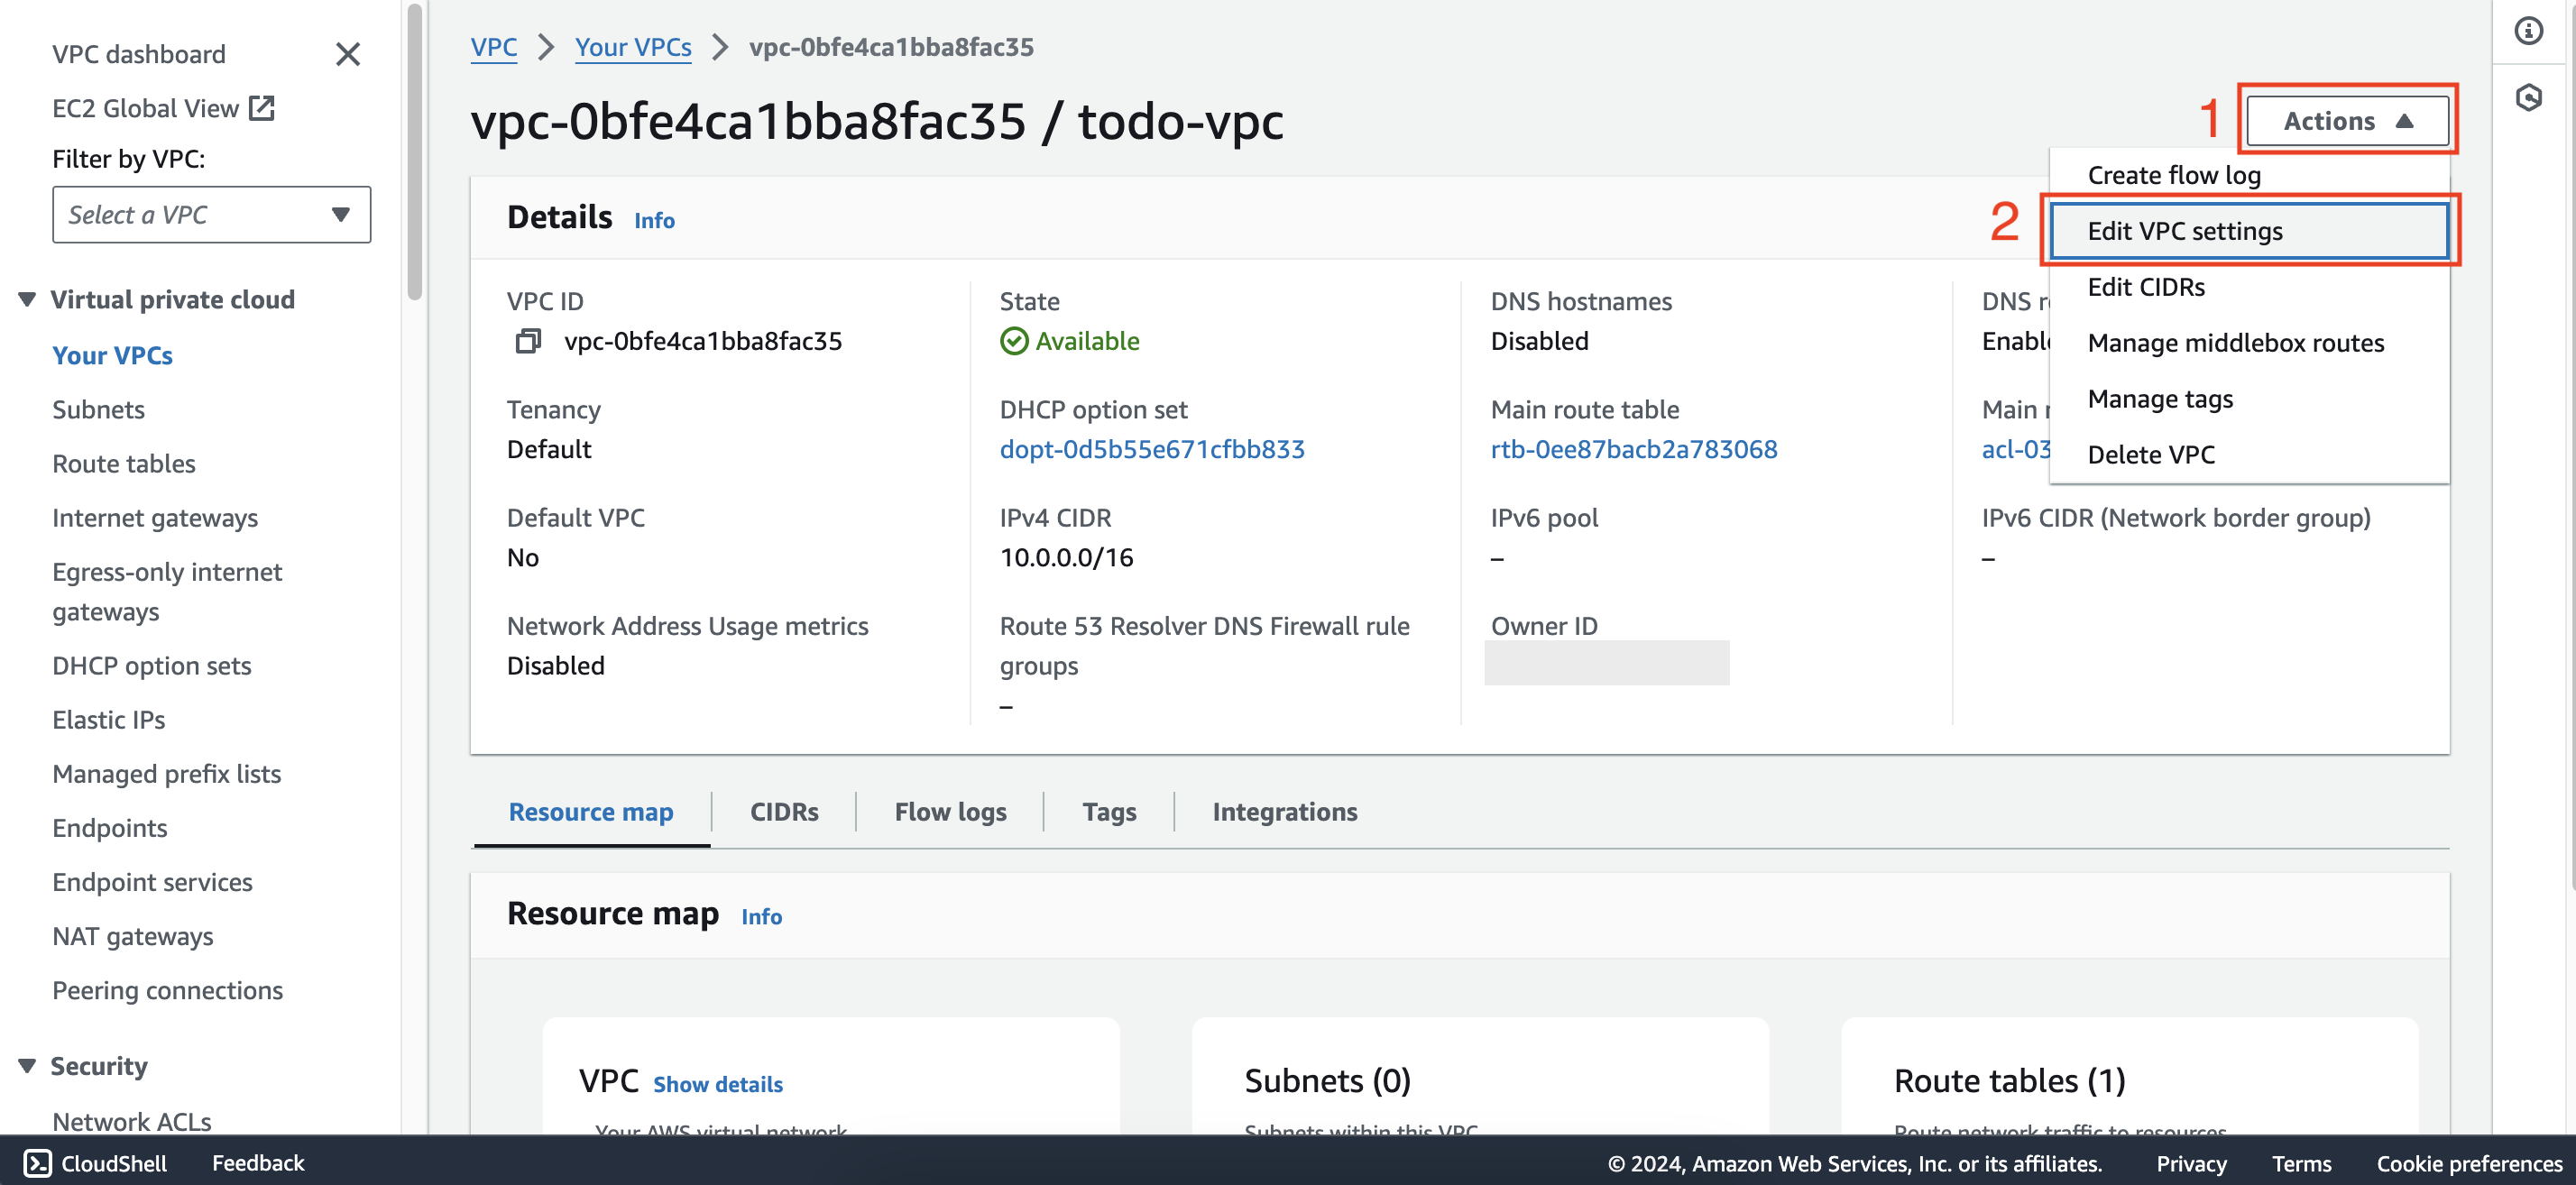 VPC dashboard
EC2 Global View
Filter by VPC:
Select a VPC
Virtual private cloud
Your VPCs
Subnets
Route tables
Internet gateways
Egress-only internet
gateways
DHCP option sets
Elastic IPs
Managed prefix lists
Endpoints
Endpoint services
NAT gateways
Peering connections
Security
Network ACLs
VPC > Your VPCs > vpc-0bfe4ca1bba8fac35
vpc-0bfe4ca1bba8fac35 / todo-vpc
1
Actions
Create flow log
2
Edit VPC settings
Edit CIDRs
Manage middlebox routes
Manage tags
Delete VPC
Details Info
VPC ID
vpc-0bfe4ca1bba8fac35
State
Available
DNS hostnames
Disabled
DNS
Tenancy
Default
DHCP option set
dopt-0d5b55e671cfbb833
Main route table
rtb-0ee87bacb2a783068
Main
acl-03
Default VPC
No
IPv4 CIDR
10.0.0.0/16
IPv6 pool
–
IPv6 CIDR (Network border group)
–
Network Address Usage metrics
Disabled
Route 53 Resolver DNS Firewall rule
groups
–
Owner ID
Resource map
CIDRs
Flow logs
Tags
Integrations
Resource map Info
VPC Show details
Your AWS virtual network
Subnets (0)
Subnets within this VPC
Route tables (1)
Route network traffic to resources
CloudShell
Feedback
© 2024, Amazon Web Services, Inc. or its affiliates.
Privacy
Terms
Cookie preferences